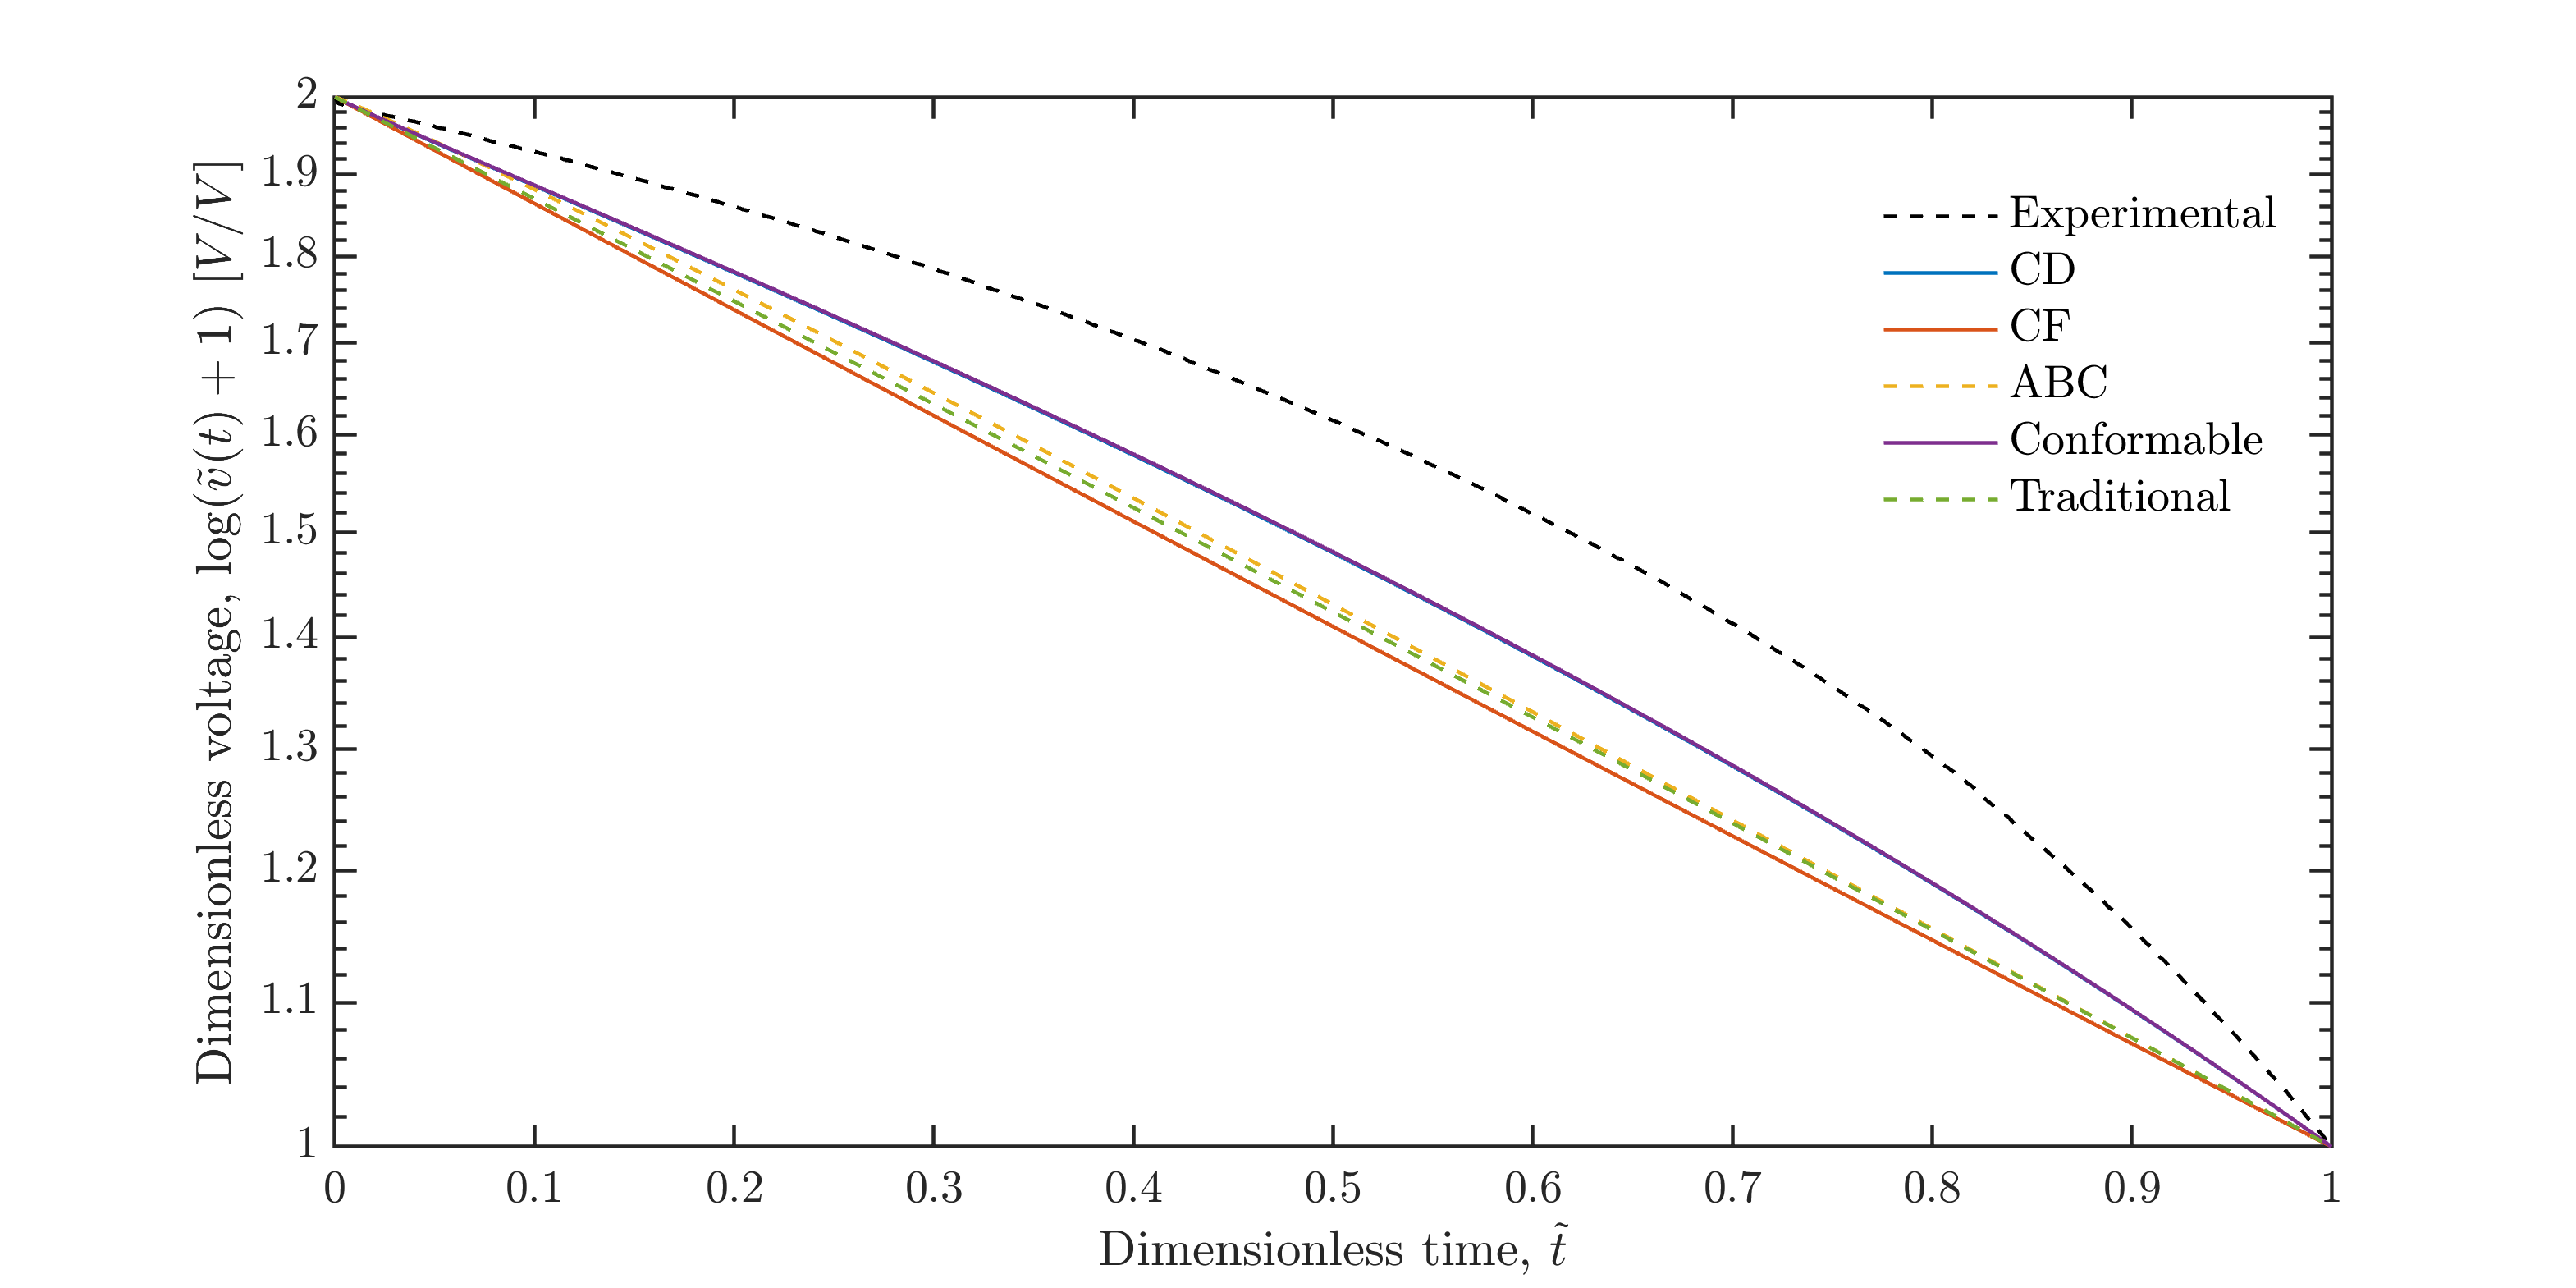 Dimensionless voltage, log(ṽ(t) + 1) [V/V]
2
1.9
1.8
1.7
1.6
1.5
1.4
1.3
1.2
1.1
1
Experimental
CD
CF
ABC
Conformable
Traditional
0 0.1 0.2 0.3 0.4 0.5 0.6 0.7 0.8 0.9 1
Dimensionless time, t̃